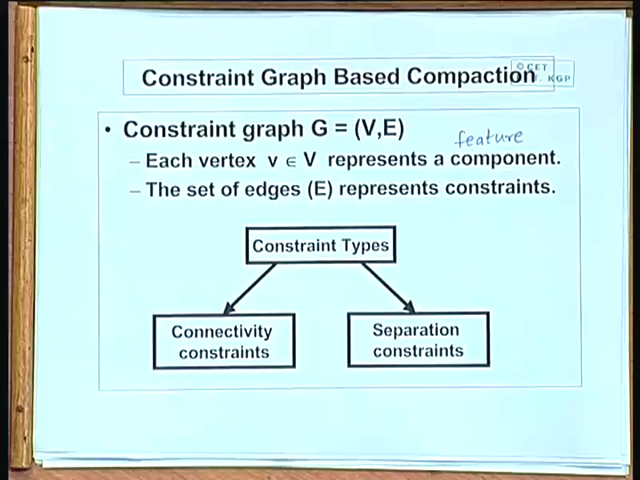 © CET
I.I.T. KGP
Constraint Graph Based Compaction
• Constraint graph G = (V,E)
feature
– Each vertex v ∈ V represents a component.
– The set of edges (E) represents constraints.
Constraint Types
Connectivity
constraints
Separation
constraints